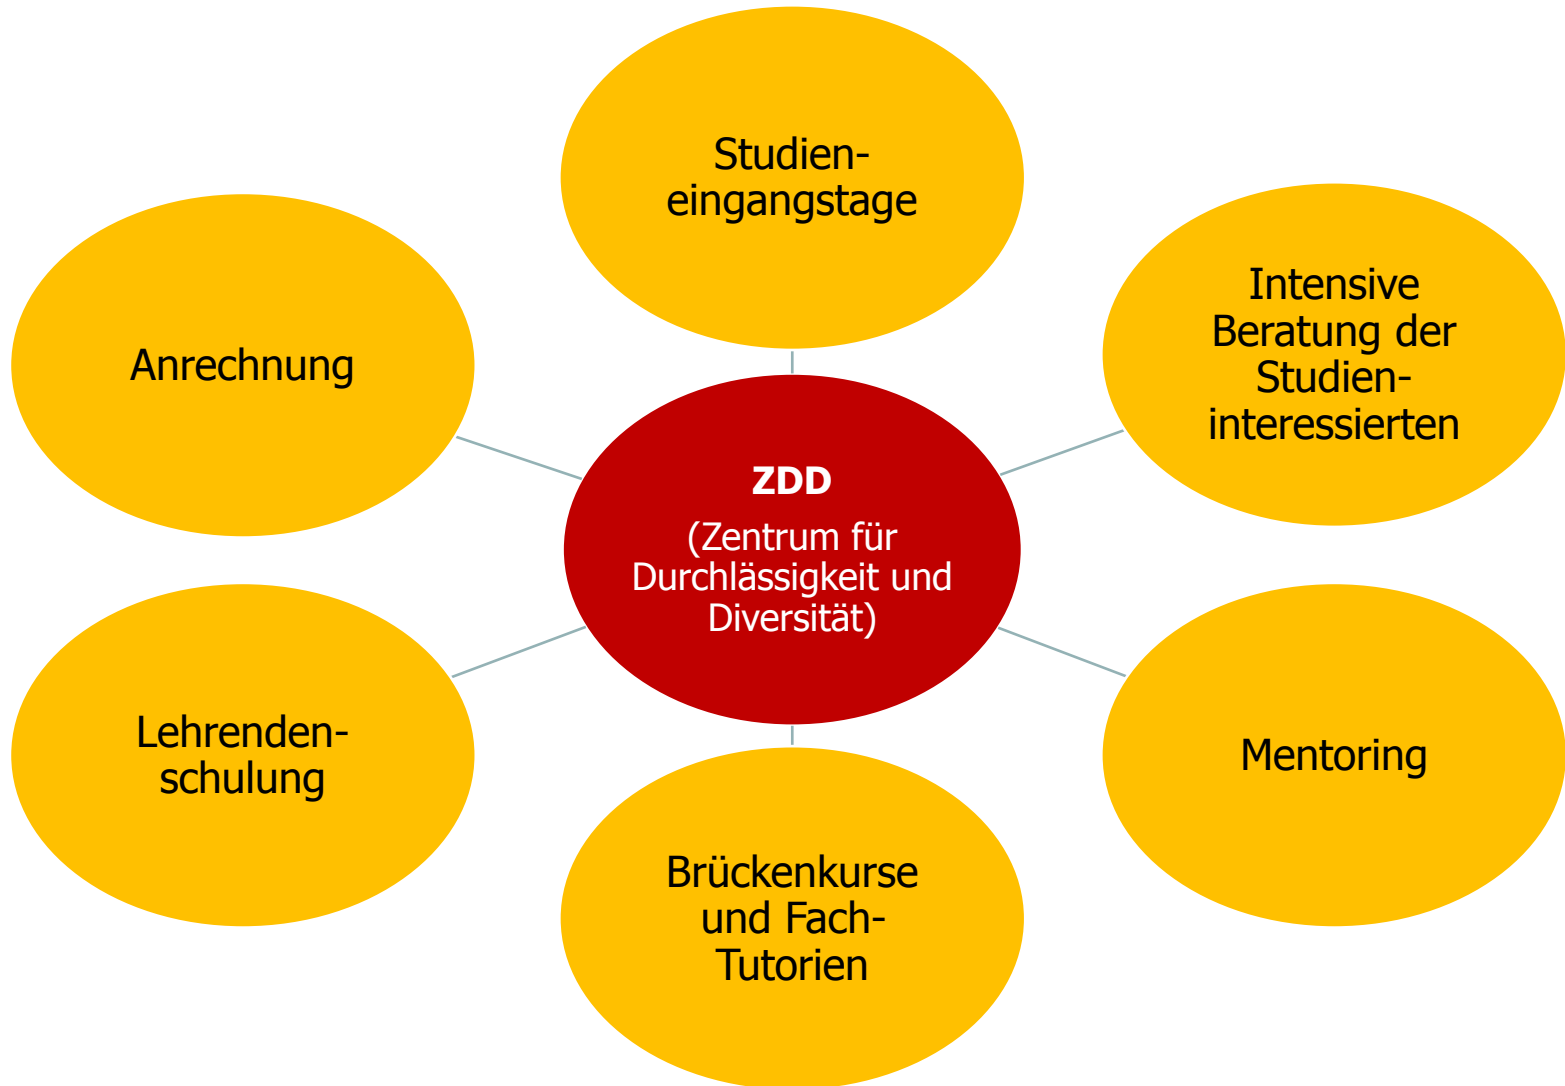 Studien-
eingangstage
Intensive
Beratung der
Studien-
interessierten
Anrechnung
ZDD
(Zentrum für
Durchlässigkeit und
Diversität)
Lehrenden-
schulung
Mentoring
Brückenkurse
und Fach-
Tutorien